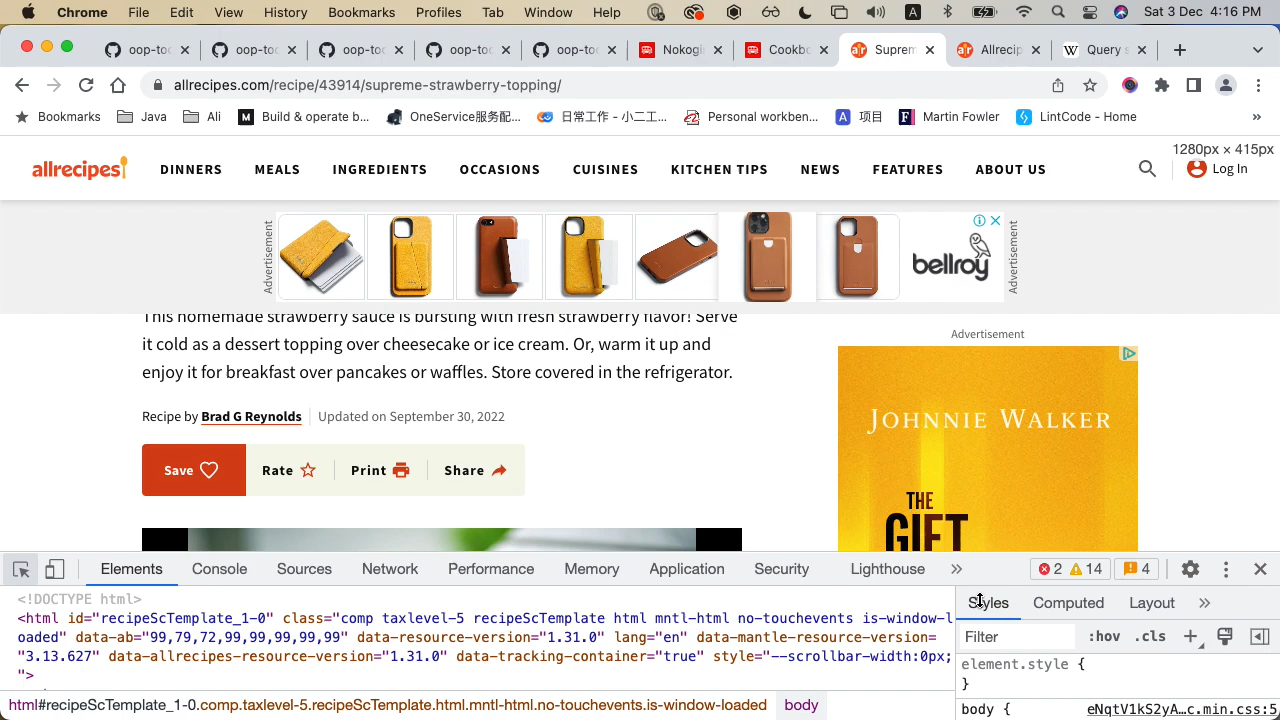 Chrome File Edit View History Bookmarks Profiles Tab Window Help A Sat 3 Dec 4:16 PM
oop-too oop-too oop-too oop-too oop-too Nokogi Cookbo Suprem Allrecip Query s
allrecipes.com/recipe/43914/supreme-strawberry-topping/
Bookmarks Java Ali Build & operate b... OneService服务配... 日常工作 - 小二工... Personal workben... 项目 Martin Fowler LintCode - Home »
1280px × 415px
allrecipes DINNERS MEALS INGREDIENTS OCCASIONS CUISINES KITCHEN TIPS NEWS FEATURES ABOUT US Log In
Advertisement bellroy Advertisement
This homemade strawberry sauce is bursting with fresh strawberry flavor! Serve
it cold as a dessert topping over cheesecake or ice cream. Or, warm it up and
enjoy it for breakfast over pancakes or waffles. Store covered in the refrigerator.
Recipe by Brad G Reynolds Updated on September 30, 2022
Save Rate Print Share
Advertisement
JOHNNIE WALKER
THE
GIFT
Elements Console Sources Network Performance Memory Application Security Lighthouse » 2 14 4
<!DOCTYPE html>
<html id="recipeScTemplate_1-0" class="comp taxlevel-5 recipeScTemplate html mntl-html no-touchevents is-window-l
oaded" data-ab="99,79,72,99,99,99,99,99" data-resource-version="1.31.0" lang="en" data-mantle-resource-version=
"3.13.627" data-allrecipes-resource-version="1.31.0" data-tracking-container="true" style="--scrollbar-width:0px;
">
html#recipeScTemplate_1-0.comp.taxlevel-5.recipeScTemplate.html.mntl-html.no-touchevents.is-window-loaded body
Styles Computed Layout »
Filter :hov .cls +
element.style {
}
body { eNqtV1kS2yA…c.min.css:5